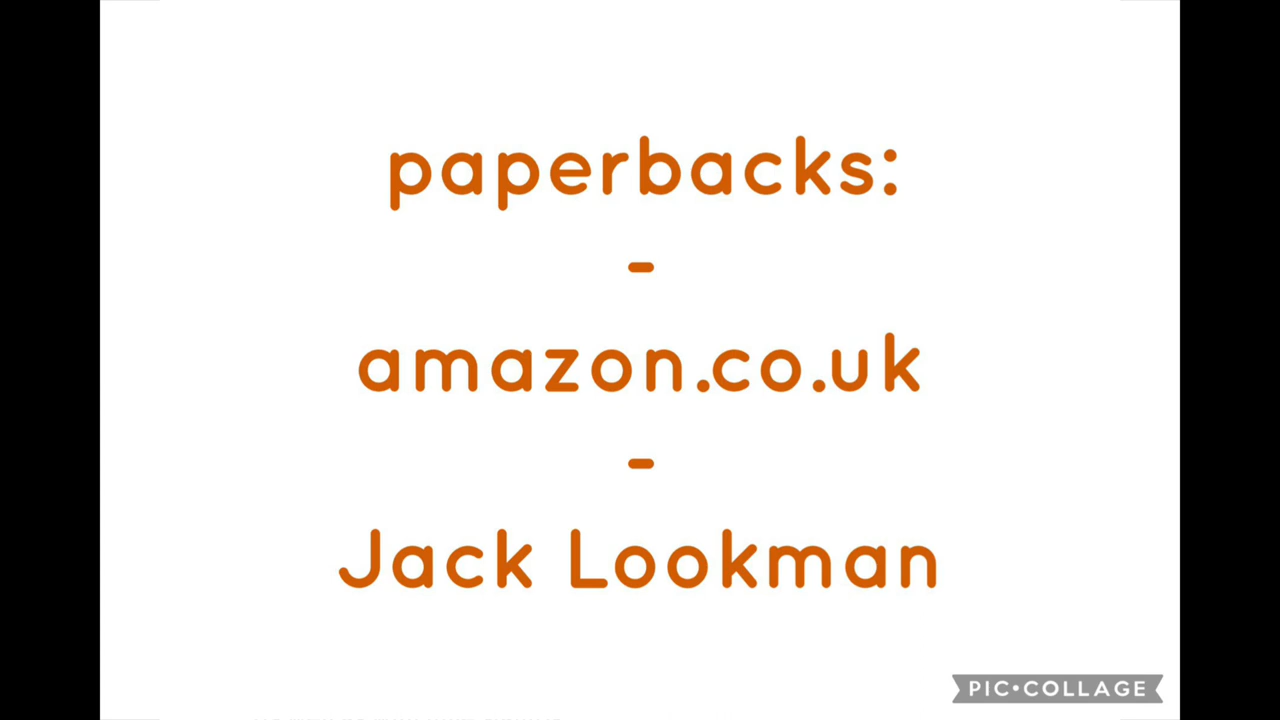 paperbacks:
-
amazon.co.uk
-
Jack Lookman
PIC•COLLAGE